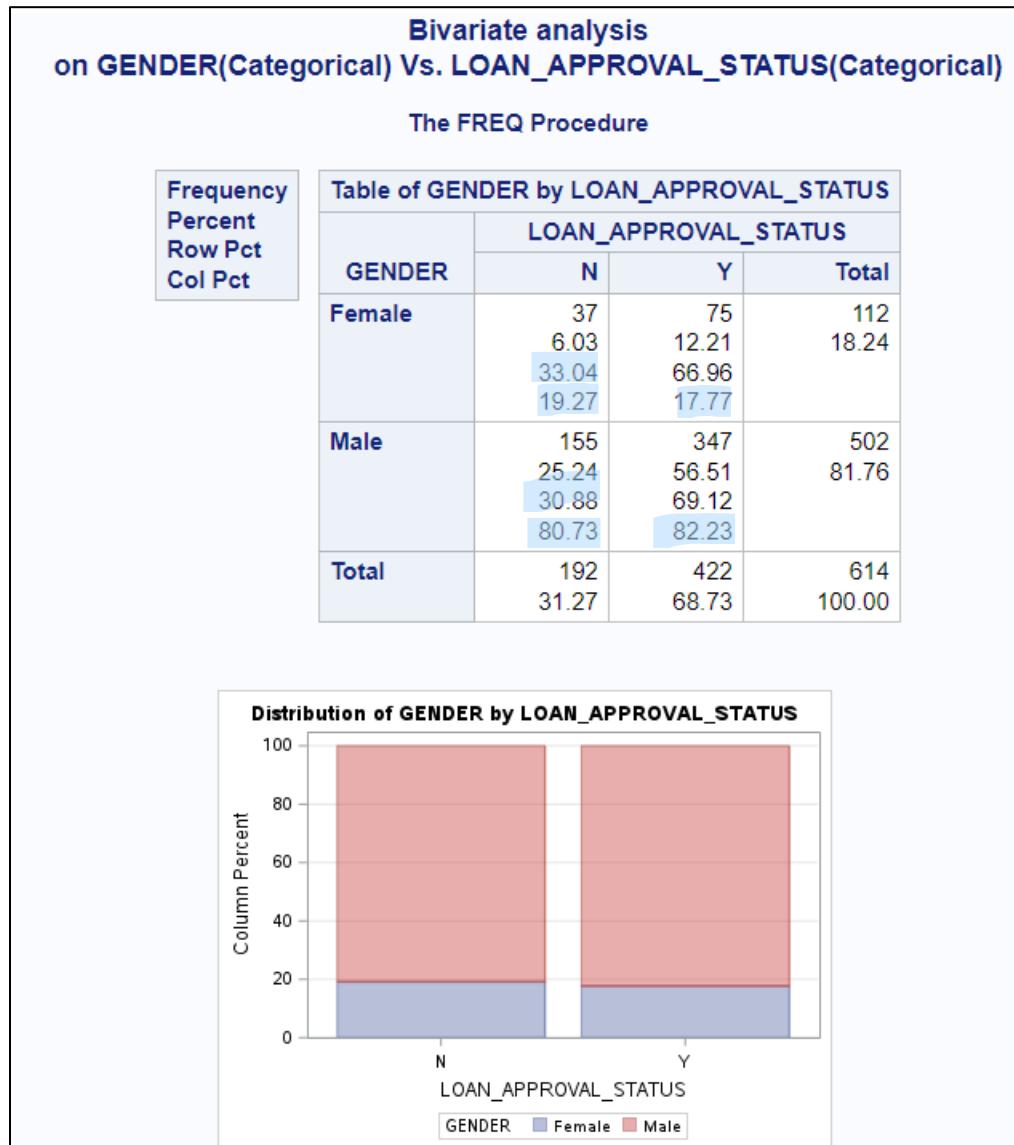 Bivariate analysis
on GENDER(Categorical) Vs. LOAN_APPROVAL_STATUS(Categorical)
The FREQ Procedure
Frequency
Percent
Row Pct
Col Pct
Table of GENDER by LOAN_APPROVAL_STATUS
LOAN_APPROVAL_STATUS
GENDER N Y Total
Female 37 75 112
6.03 12.21 18.24
33.04 66.96
19.27 17.77
Male 155 347 502
25.24 56.51 81.76
30.88 69.12
80.73 82.23
Total 192 422 614
31.27 68.73 100.00
Distribution of GENDER by LOAN_APPROVAL_STATUS
100
80
60
40
20
0
Column Percent
N Y
LOAN_APPROVAL_STATUS
GENDER Female Male